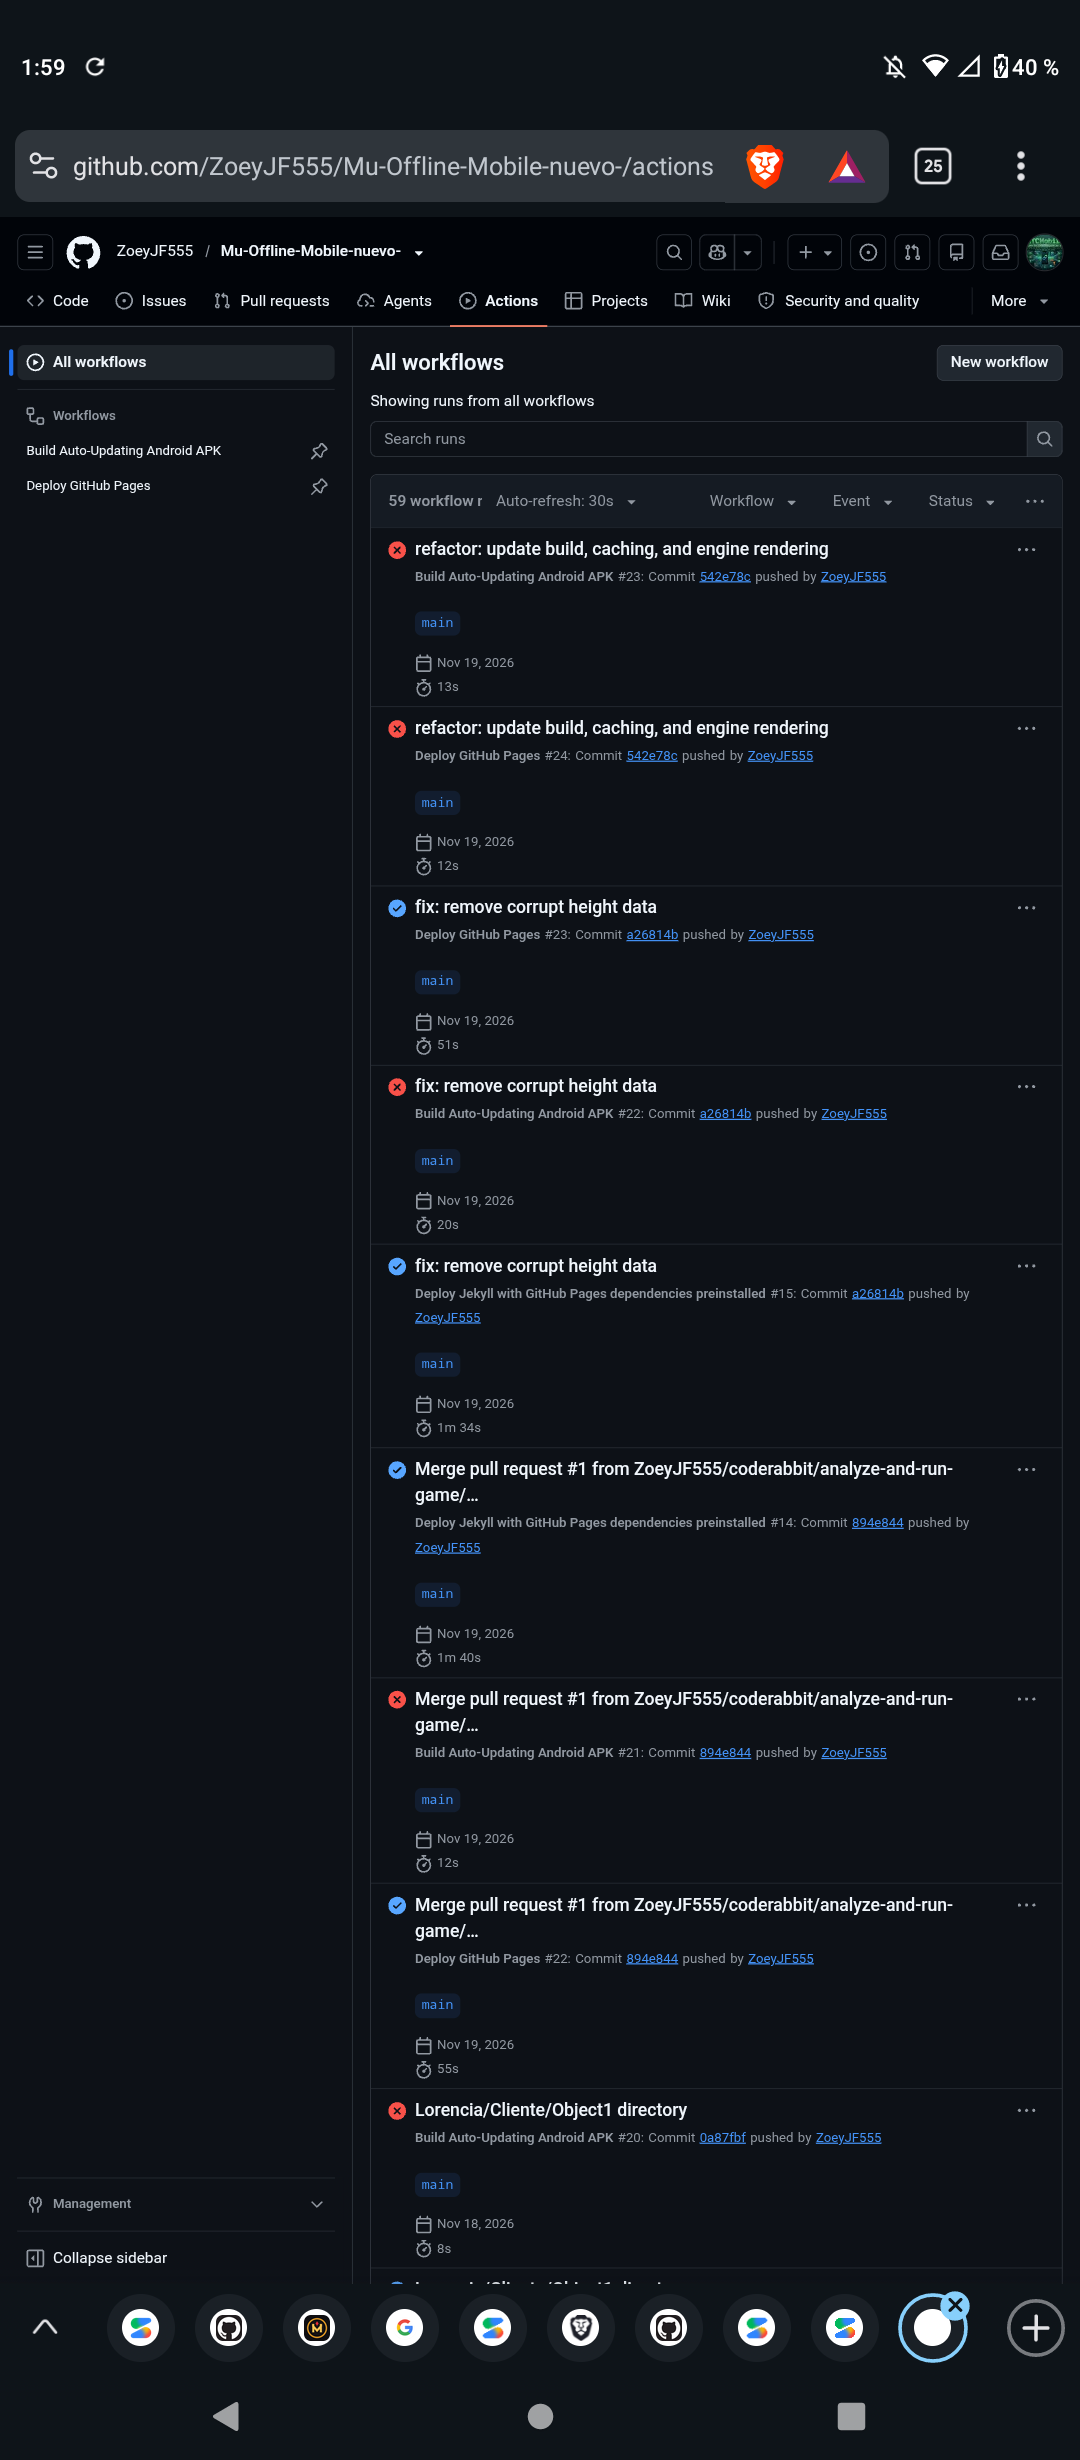 1:59
40 %
github.com/ZoeyJF555/Mu-Offline-Mobile-nuevo-/actions
25
ZoeyJF555 / Mu-Offline-Mobile-nuevo-
Code Issues Pull requests Agents Actions Projects Wiki Security and quality More
All workflows
Workflows
Build Auto-Updating Android APK
Deploy GitHub Pages
All workflows
New workflow
Showing runs from all workflows
Search runs
59 workflow r Auto-refresh: 30s Workflow Event Status
refactor: update build, caching, and engine rendering
Build Auto-Updating Android APK #23: Commit 542e78c pushed by ZoeyJF555
main
Nov 19, 2026
13s
refactor: update build, caching, and engine rendering
Deploy GitHub Pages #24: Commit 542e78c pushed by ZoeyJF555
main
Nov 19, 2026
12s
fix: remove corrupt height data
Deploy GitHub Pages #23: Commit a26814b pushed by ZoeyJF555
main
Nov 19, 2026
51s
fix: remove corrupt height data
Build Auto-Updating Android APK #22: Commit a26814b pushed by ZoeyJF555
main
Nov 19, 2026
20s
fix: remove corrupt height data
Deploy Jekyll with GitHub Pages dependencies preinstalled #15: Commit a26814b pushed by
ZoeyJF555
main
Nov 19, 2026
1m 34s
Merge pull request #1 from ZoeyJF555/coderabbit/analyze-and-run-
game/...
Deploy Jekyll with GitHub Pages dependencies preinstalled #14: Commit 894e844 pushed by
ZoeyJF555
main
Nov 19, 2026
1m 40s
Merge pull request #1 from ZoeyJF555/coderabbit/analyze-and-run-
game/...
Build Auto-Updating Android APK #21: Commit 894e844 pushed by ZoeyJF555
main
Nov 19, 2026
12s
Merge pull request #1 from ZoeyJF555/coderabbit/analyze-and-run-
game/...
Deploy GitHub Pages #22: Commit 894e844 pushed by ZoeyJF555
main
Nov 19, 2026
55s
Lorencia/Cliente/Object1 directory
Build Auto-Updating Android APK #20: Commit 0a87fbf pushed by ZoeyJF555
main
Nov 18, 2026
8s
Management
Collapse sidebar